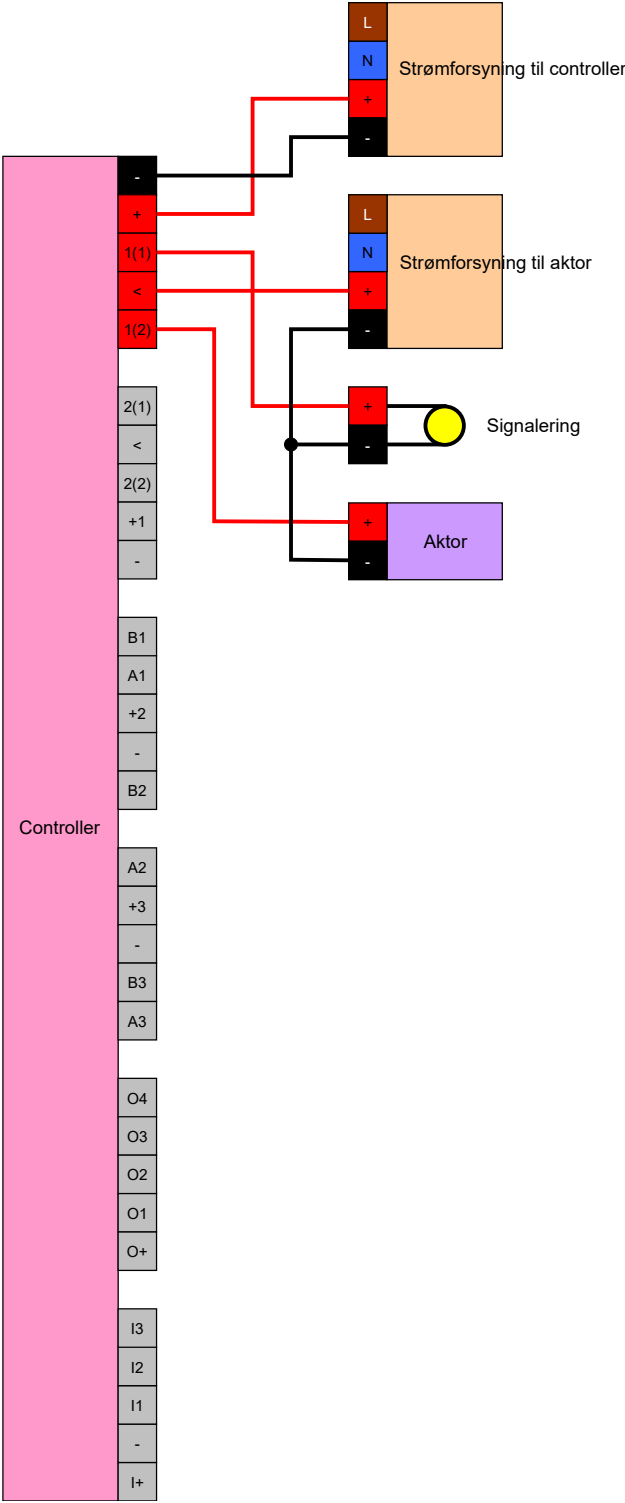 L
N
Strømforsyning til controller
+
-
-
+
1(1)
<
1(2)
L
N
Strømforsyning til aktor
+
-
2(1)
<
2(2)
+1
-
+
-
Signalering
+
-
Aktor
B1
A1
+2
-
B2
Controller
A2
+3
-
B3
A3
O4
O3
O2
O1
O+
I3
I2
I1
-
I+